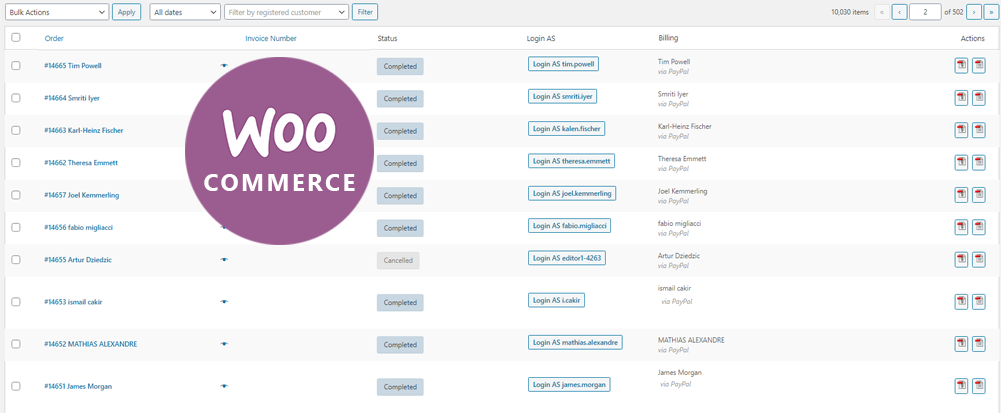 Bulk Actions Apply All dates Filter by registered customer Filter 10,030 items « ‹ 2 of 502 › »
Order Invoice Number Status Login AS Billing Actions
#14665 Tim Powell Completed Login AS tim.powell Tim Powell
via PayPal
#14664 Smriti Iyer Completed Login AS smriti.iyer Smriti Iyer
via PayPal
#14663 Karl-Heinz Fischer Completed Login AS kalen.fischer Karl-Heinz Fischer
via PayPal
#14662 Theresa Emmett Completed Login AS theresa.emmett Theresa Emmett
via PayPal
#14657 Joel Kemmerling Completed Login AS joel.kemmerling Joel Kemmerling
via PayPal
#14656 fabio migliacci Completed Login AS fabio.migliacci fabio migliacci
via PayPal
#14655 Artur Dziedzic Cancelled Login AS editor1-4263 Artur Dziedzic
via PayPal
#14653 ismail cakir Completed Login AS i.cakir ismail cakir
via PayPal
#14652 MATHIAS ALEXANDRE Completed Login AS mathias.alexandre MATHIAS ALEXANDRE
via PayPal
#14651 James Morgan Completed Login AS james.morgan James Morgan
via PayPal
WOO
COMMERCE